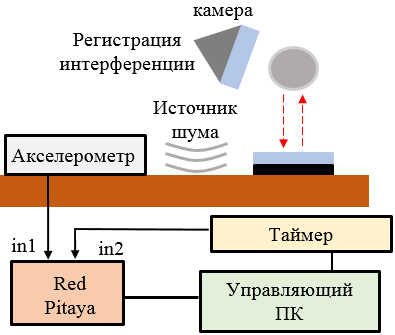 камера
Регистрация
интерференции
Источник
шума
Акселерометр
in1
in2
Таймер
Red
Pitaya
Управляющий
ПК